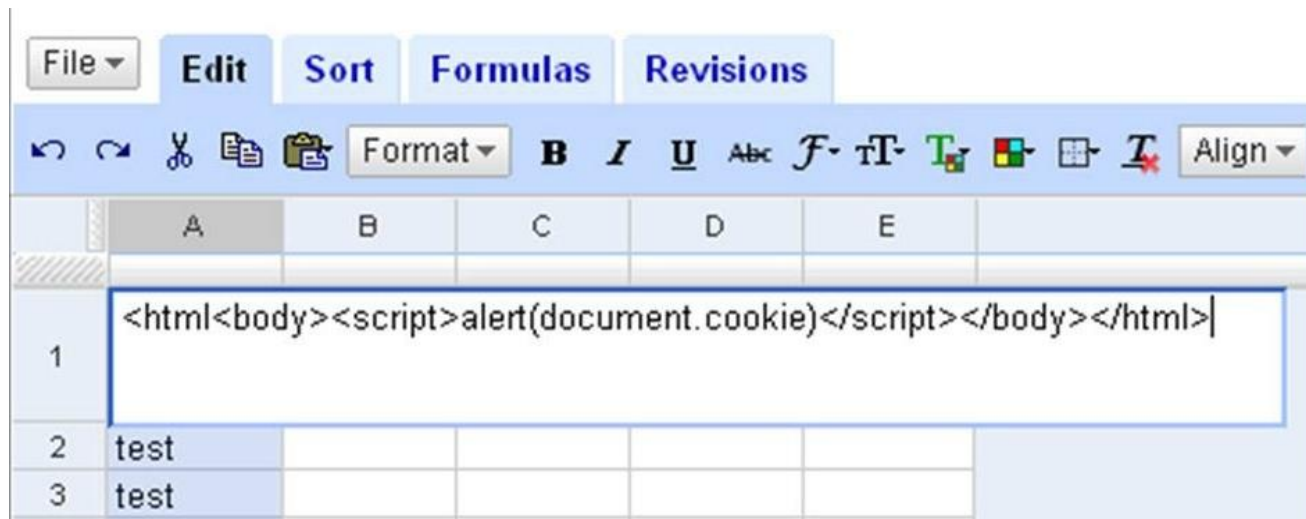 File Edit Sort Formulas Revisions
Format B I U Abc F TT T T Align
A B C D E
1 <html<body><script>alert(document.cookie)</script></body></html>
2 test
3 test